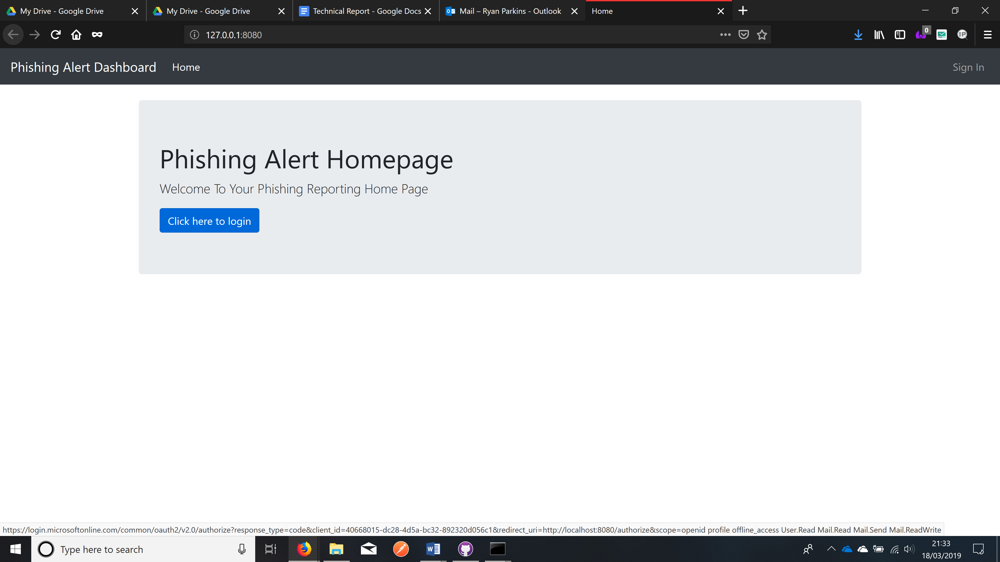 My Drive - Google Drive
My Drive - Google Drive
Technical Report - Google Docs
Mail – Ryan Parkins - Outlook
Home
127.0.0.1:8080
0
IP
Phishing Alert Dashboard
Home
Sign In
Phishing Alert Homepage
Welcome To Your Phishing Reporting Home Page
Click here to login
https://login.microsoftonline.com/common/oauth2/v2.0/authorize?response_type=code&client_id=40668015-dc28-4d5a-bc32-892320d056c1&redirect_uri=http://localhost:8080/authorize&scope=openid profile offline_access User.Read Mail.Read Mail.Send Mail.ReadWrite
Type here to search
21:33
18/03/2019